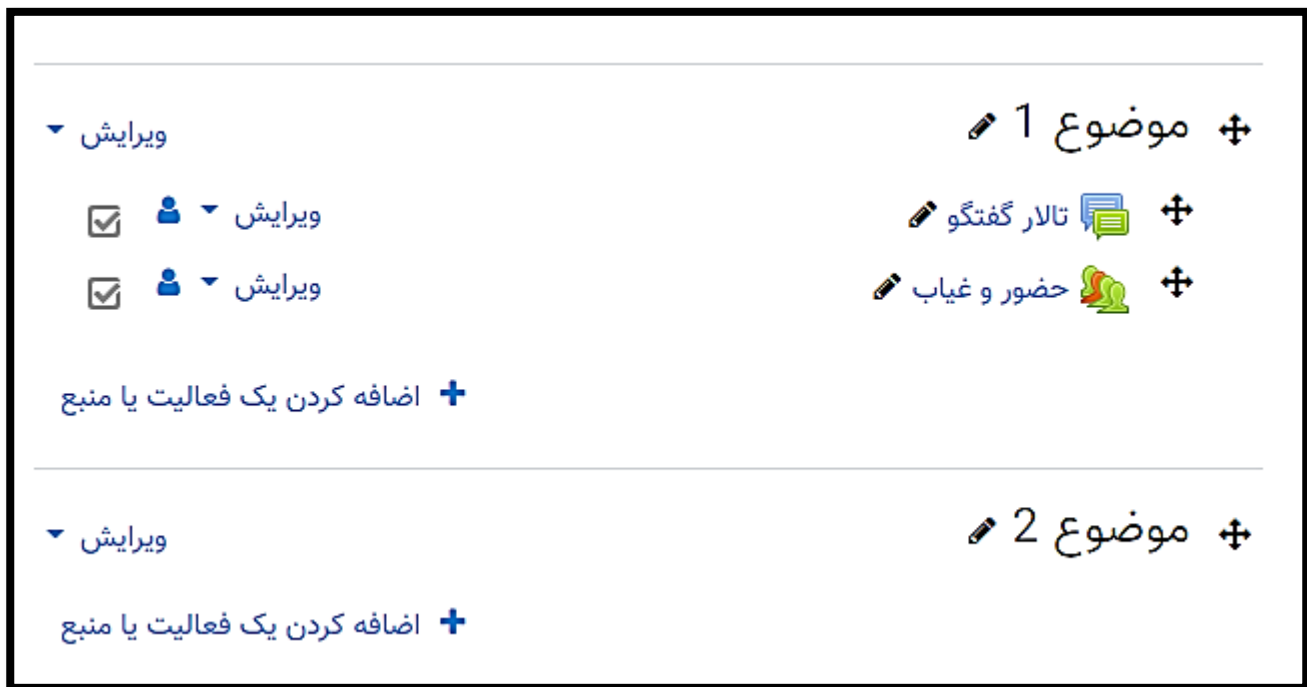 موضوع 1
ویرایش
تالار گفتگو
ویرایش
حضور و غیاب
ویرایش
اضافه کردن یک فعالیت یا منبع
موضوع 2
ویرایش
اضافه کردن یک فعالیت یا منبع